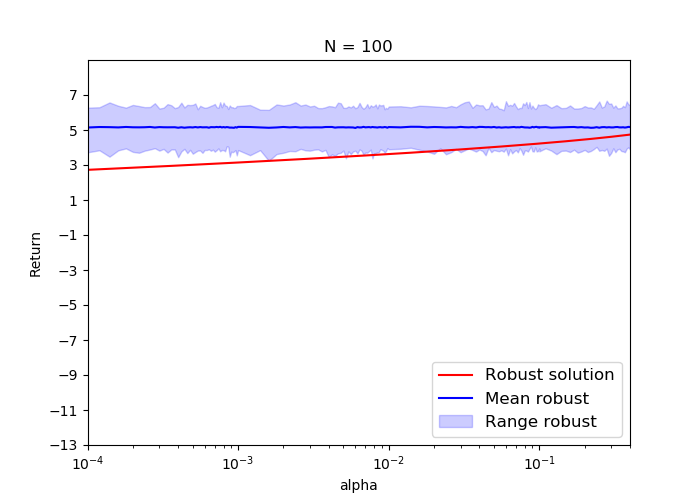 N = 100
Return
7
5
3
1
−1
−3
−5
−7
−9
−11
−13
Robust solution
Mean robust
Range robust
10⁻⁴ 10⁻³ 10⁻² 10⁻¹
alpha